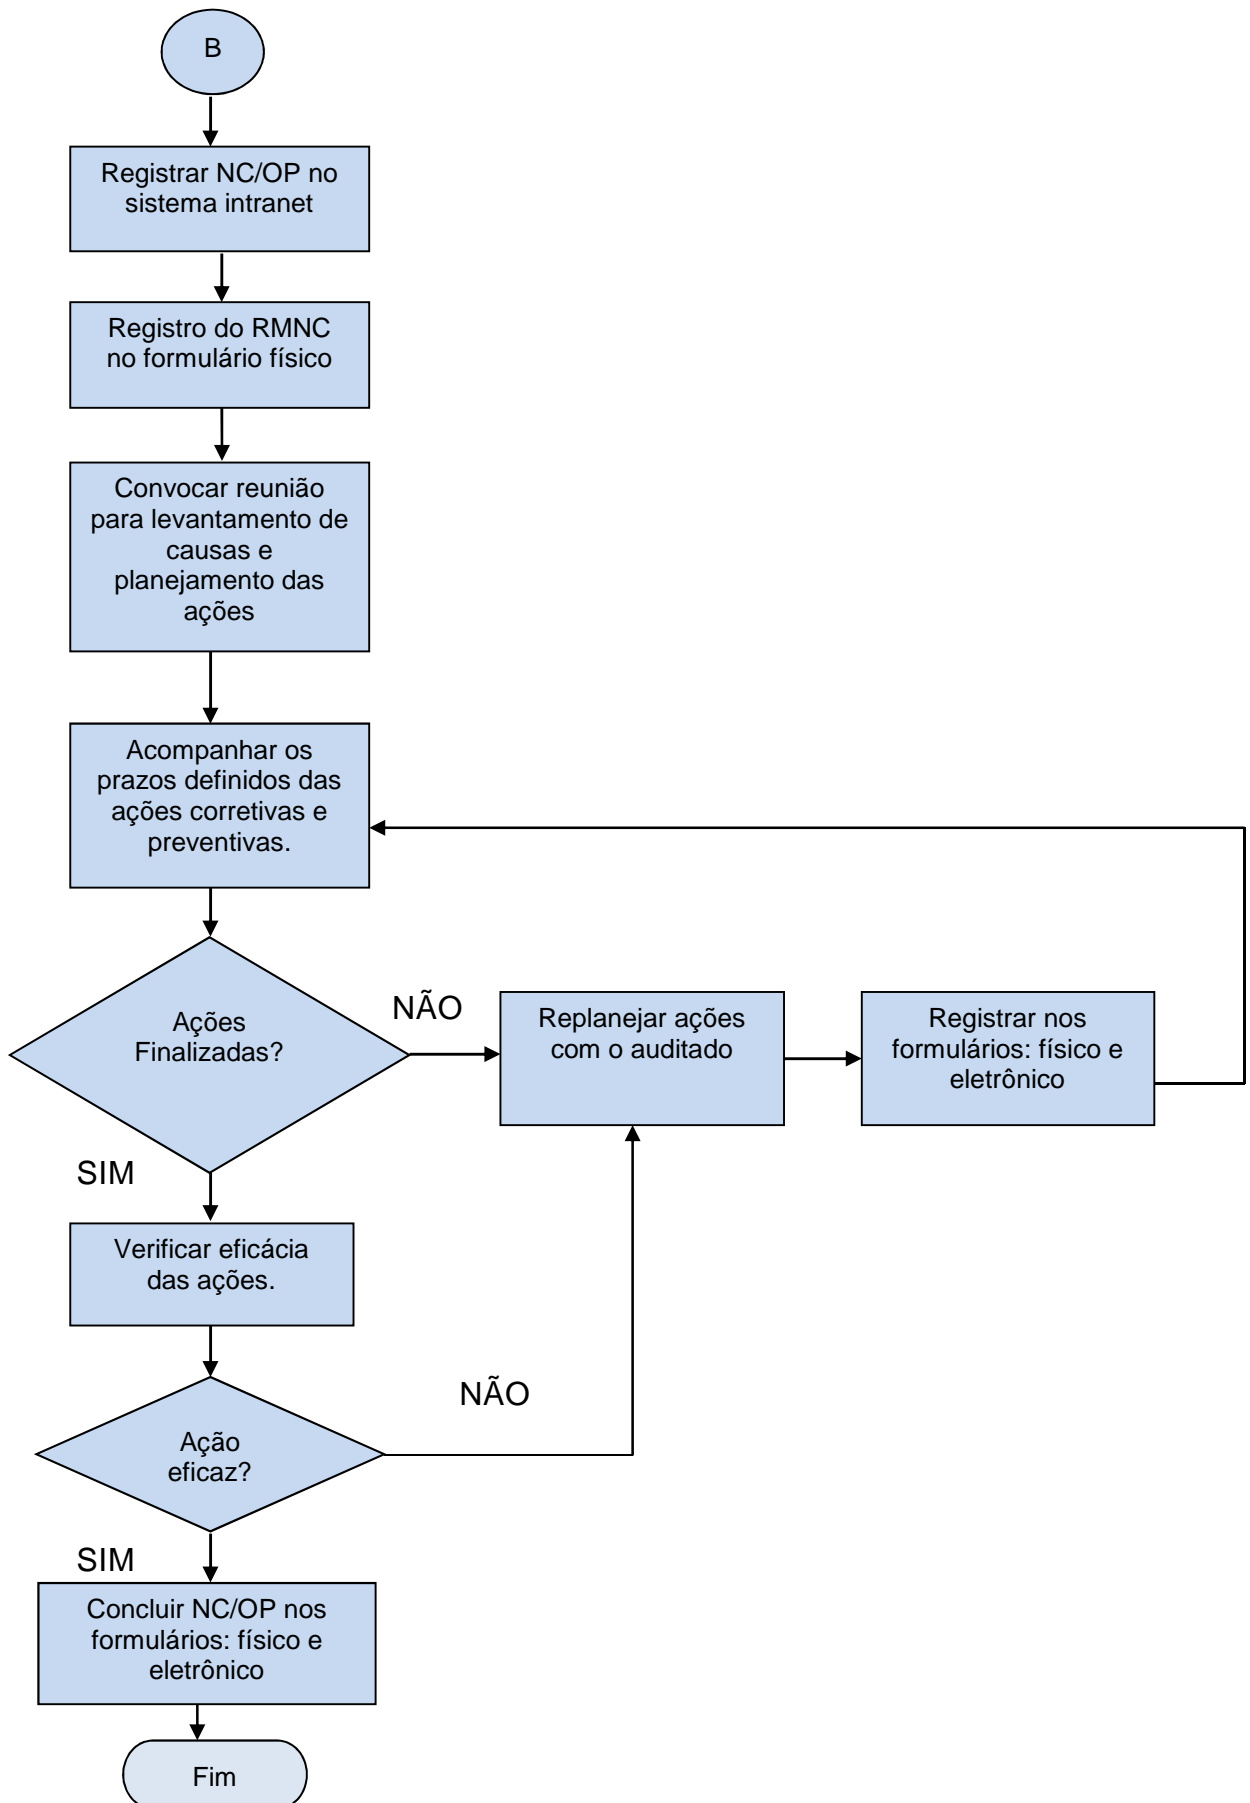 B
Registrar NC/OP no
sistema intranet
Registro do RMNC
no formulário físico
Convocar reunião
para levantamento de
causas e
planejamento das
ações
Acompanhar os
prazos definidos das
ações corretivas e
preventivas.
Ações
Finalizadas?
NÃO
Replanejar ações
com o auditado
Registrar nos
formulários: físico e
eletrônico
SIM
Verificar eficácia
das ações.
NÃO
Ação
eficaz?
SIM
Concluir NC/OP nos
formulários: físico e
eletrônico
Fim